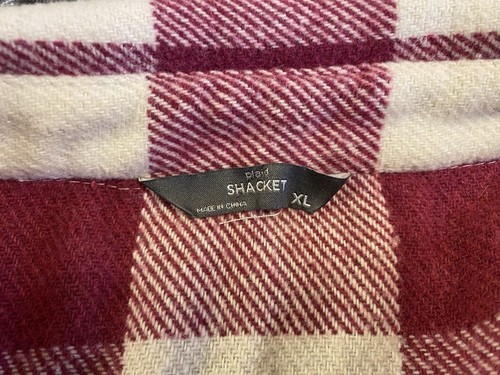 plaid
SHACKET
XL
MADE IN CHINA